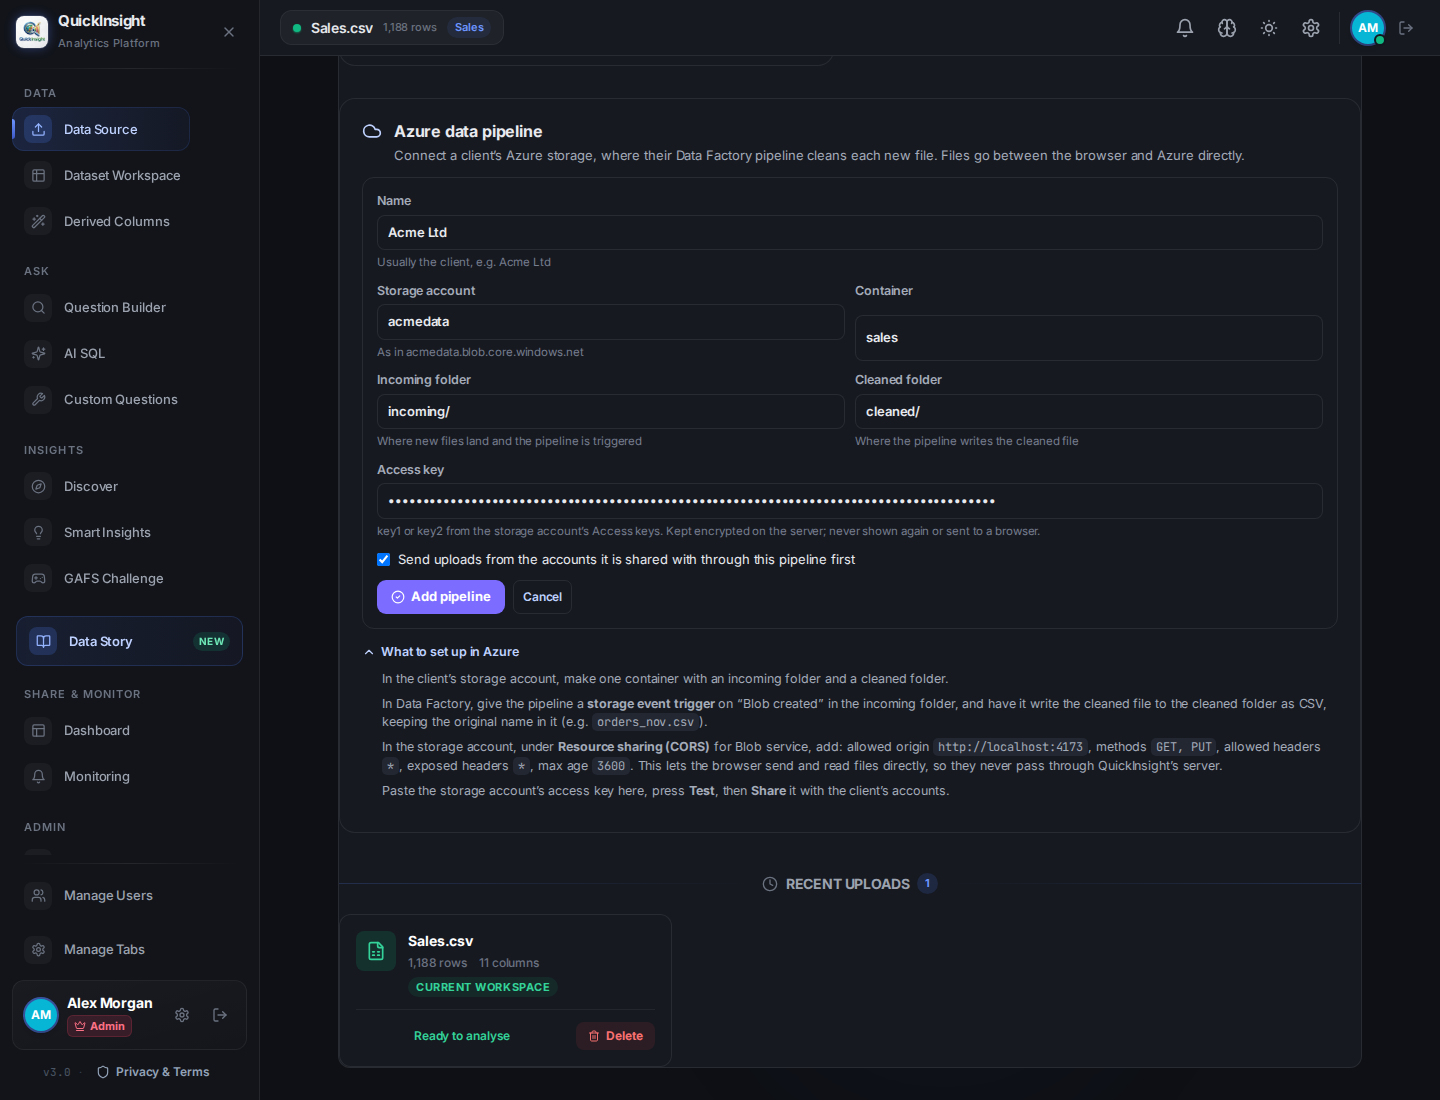 QuickInsight
Analytics Platform
DATA
Data Source
Dataset Workspace
Derived Columns
ASK
Question Builder
AI SQL
Custom Questions
INSIGHTS
Discover
Smart Insights
GAFS Challenge
Data Story NEW
SHARE & MONITOR
Dashboard
Monitoring
ADMIN
Manage Users
Manage Tabs
AM Alex Morgan
Admin
v3.0 · Privacy & Terms
Sales.csv 1,188 rows Sales
AM
Azure data pipeline
Connect a client's Azure storage, where their Data Factory pipeline cleans each new file. Files go between the browser and Azure directly.
Name
Acme Ltd
Usually the client, e.g. Acme Ltd
Storage account
acmedata
As in acmedata.blob.core.windows.net
Container
sales
Incoming folder
incoming/
Where new files land and the pipeline is triggered
Cleaned folder
cleaned/
Where the pipeline writes the cleaned file
Access key
key1 or key2 from the storage account's Access keys. Kept encrypted on the server; never shown again or sent to a browser.
Send uploads from the accounts it is shared with through this pipeline first
Add pipeline
Cancel
What to set up in Azure
In the client's storage account, make one container with an incoming folder and a cleaned folder.
In Data Factory, give the pipeline a storage event trigger on “Blob created” in the incoming folder, and have it write the cleaned file to the cleaned folder as CSV,
keeping the original name in it (e.g. orders_nov.csv).
In the storage account, under Resource sharing (CORS) for Blob service, add: allowed origin http://localhost:4173, methods GET, PUT, allowed headers
*, exposed headers *, max age 3600. This lets the browser send and read files directly, so they never pass through QuickInsight's server.
Paste the storage account's access key here, press Test, then Share it with the client's accounts.
RECENT UPLOADS 1
Sales.csv
1,188 rows 11 columns
CURRENT WORKSPACE
Ready to analyse
Delete